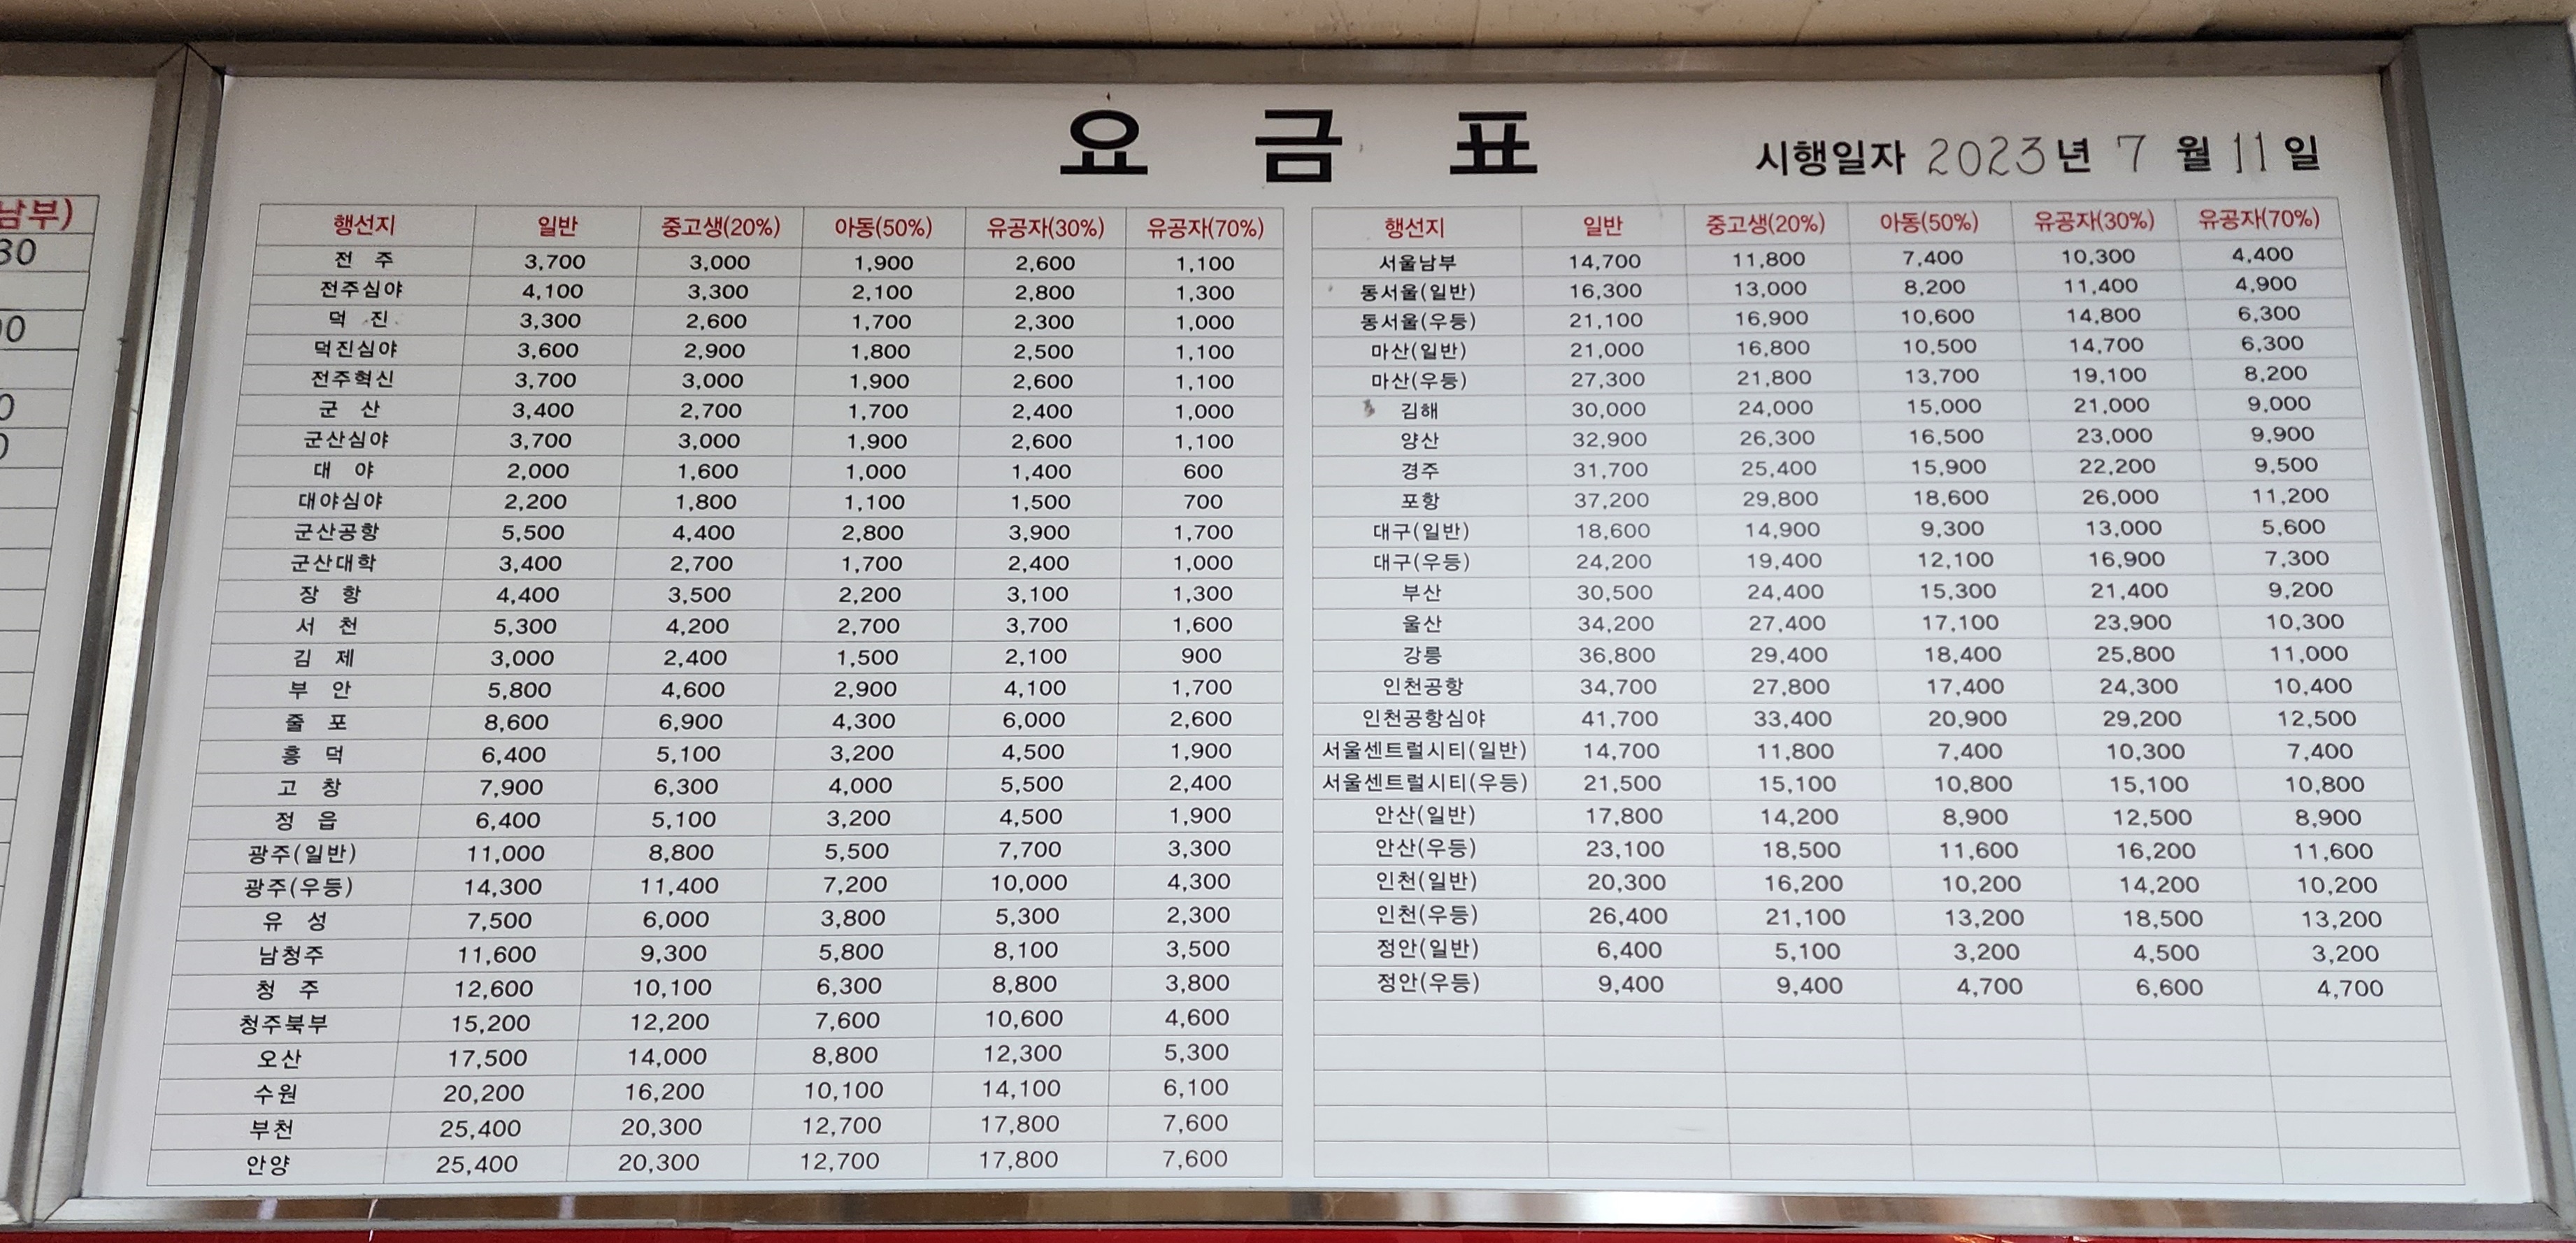 요 금 표
시행일자 2023년 7월 11일
남부)
30
행선지 일반 중고생(20%) 아동(50%) 유공자(30%) 유공자(70%)
전 주 3,700 3,000 1,900 2,600 1,100
전주심야 4,100 3,300 2,100 2,800 1,300
덕 진 3,300 2,600 1,700 2,300 1,000
덕진심야 3,600 2,900 1,800 2,500 1,100
전주혁신 3,700 3,000 1,900 2,600 1,100
군 산 3,400 2,700 1,700 2,400 1,000
군산심야 3,700 3,000 1,900 2,600 1,100
대 야 2,000 1,600 1,000 1,400 600
대야심야 2,200 1,800 1,100 1,500 700
군산공항 5,500 4,400 2,800 3,900 1,700
군산대학 3,400 2,700 1,700 2,400 1,000
장 항 4,400 3,500 2,200 3,100 1,300
서 천 5,300 4,200 2,700 3,700 1,600
김 제 3,000 2,400 1,500 2,100 900
부 안 5,800 4,600 2,900 4,100 1,700
줄 포 8,600 6,900 4,300 6,000 2,600
흥 덕 6,400 5,100 3,200 4,500 1,900
고 창 7,900 6,300 4,000 5,500 2,400
정 읍 6,400 5,100 3,200 4,500 1,900
광주(일반) 11,000 8,800 5,500 7,700 3,300
광주(우등) 14,300 11,400 7,200 10,000 4,300
유 성 7,500 6,000 3,800 5,300 2,300
남청주 11,600 9,300 5,800 8,100 3,500
청 주 12,600 10,100 6,300 8,800 3,800
청주북부 15,200 12,200 7,600 10,600 4,600
오산 17,500 14,000 8,800 12,300 5,300
수원 20,200 16,200 10,100 14,100 6,100
부천 25,400 20,300 12,700 17,800 7,600
안양 25,400 20,300 12,700 17,800 7,600
행선지 일반 중고생(20%) 아동(50%) 유공자(30%) 유공자(70%)
서울남부 14,700 11,800 7,400 10,300 4,400
동서울(일반) 16,300 13,000 8,200 11,400 4,900
동서울(우등) 21,100 16,900 10,600 14,800 6,300
마산(일반) 21,000 16,800 10,500 14,700 6,300
마산(우등) 27,300 21,800 13,700 19,100 8,200
김해 30,000 24,000 15,000 21,000 9,000
양산 32,900 26,300 16,500 23,000 9,900
경주 31,700 25,400 15,900 22,200 9,500
포항 37,200 29,800 18,600 26,000 11,200
대구(일반) 18,600 14,900 9,300 13,000 5,600
대구(우등) 24,200 19,400 12,100 16,900 7,300
부산 30,500 24,400 15,300 21,400 9,200
울산 34,200 27,400 17,100 23,900 10,300
강릉 36,800 29,400 18,400 25,800 11,000
인천공항 34,700 27,800 17,400 24,300 10,400
인천공항심야 41,700 33,400 20,900 29,200 12,500
서울센트럴시티(일반) 14,700 11,800 7,400 10,300 7,400
서울센트럴시티(우등) 21,500 15,100 10,800 15,100 10,800
안산(일반) 17,800 14,200 8,900 12,500 8,900
안산(우등) 23,100 18,500 11,600 16,200 11,600
인천(일반) 20,300 16,200 10,200 14,200 10,200
인천(우등) 26,400 21,100 13,200 18,500 13,200
정안(일반) 6,400 5,100 3,200 4,500 3,200
정안(우등) 9,400 9,400 4,700 6,600 4,700